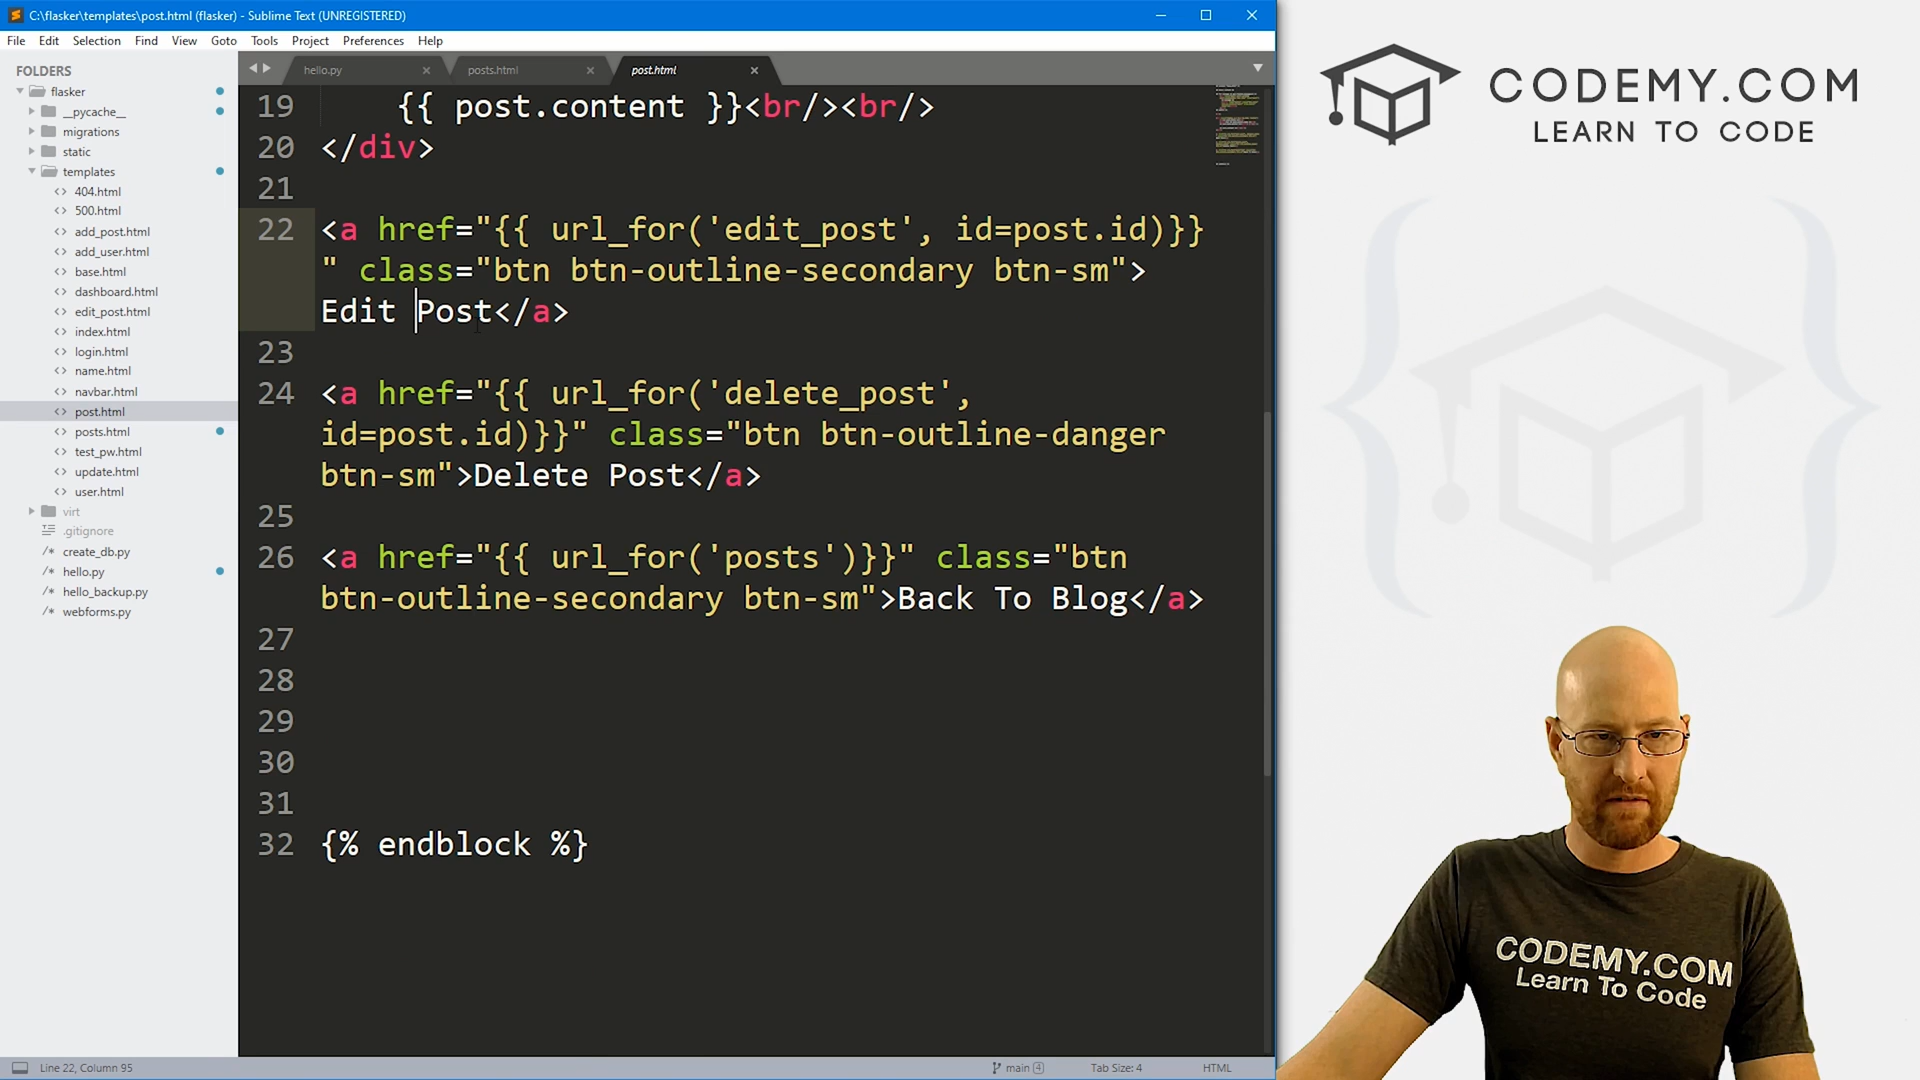 C:\flasker\templates\post.html (flasker) - Sublime Text (UNREGISTERED)
File Edit Selection Find View Goto Tools Project Preferences Help
FOLDERS
flasker
__pycache__
migrations
static
templates
404.html
500.html
add_post.html
add_user.html
base.html
dashboard.html
edit_post.html
index.html
login.html
name.html
navbar.html
post.html
posts.html
test_pw.html
update.html
user.html
virt
.gitignore
create_db.py
hello.py
hello_backup.py
webforms.py
hello.py posts.html post.html
19 {{ post.content }}<br/><br/>
20 </div>
21
22 <a href="{{ url_for('edit_post', id=post.id)}}
" class="btn btn-outline-secondary btn-sm">
Edit Post</a>
23
24 <a href="{{ url_for('delete_post',
id=post.id)}}" class="btn btn-outline-danger
btn-sm">Delete Post</a>
25
26 <a href="{{ url_for('posts')}}" class="btn
btn-outline-secondary btn-sm">Back To Blog</a>
27
28
29
30
31
32 {% endblock %}
Line 22, Column 95
main 4
Tab Size: 4
HTML
CODEMY.COM
LEARN TO CODE
CODEMY.COM
Learn To Code